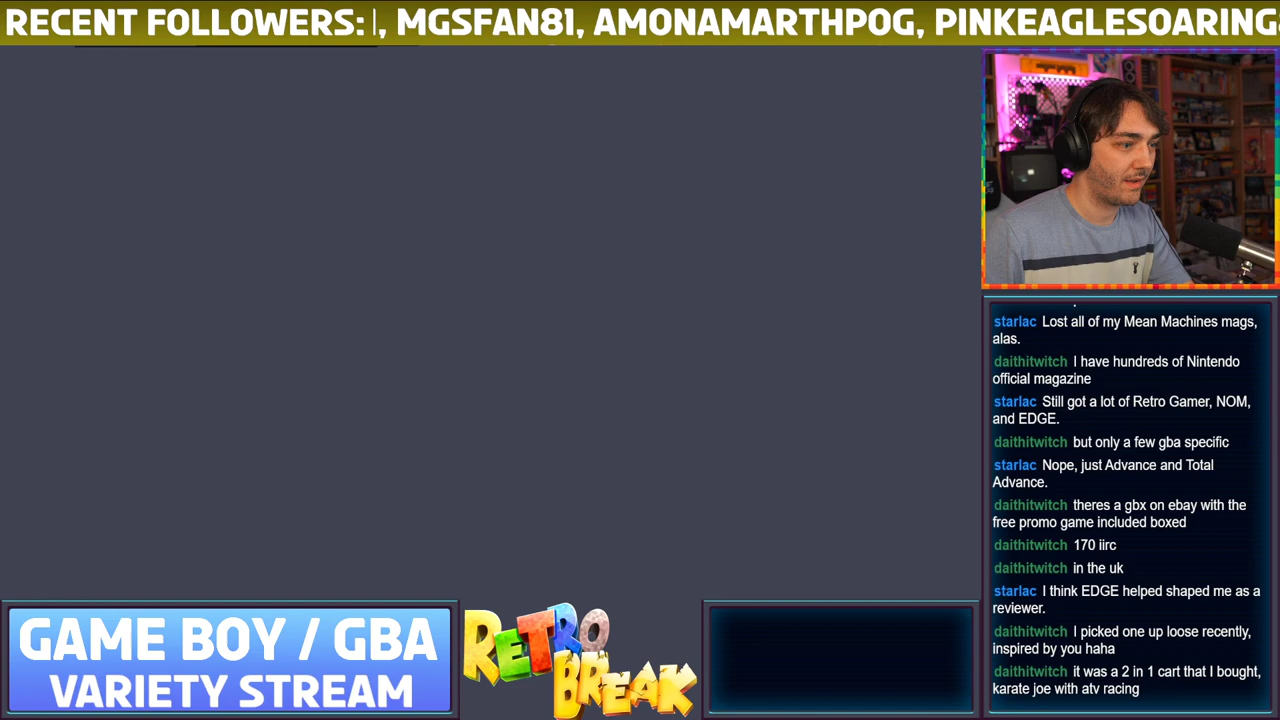 RECENT FOLLOWERS: , MGSFAN81, AMONAMARTHPOG, PINKEAGLESOARING
starlac Lost all of my Mean Machines mags,
alas.
daithitwitch I have hundreds of Nintendo
official magazine
starlac Still got a lot of Retro Gamer, NOM,
and EDGE.
daithitwitch but only a few gba specific
starlac Nope, just Advance and Total
Advance.
daithitwitch theres a gbx on ebay with the
free promo game included boxed
daithitwitch 170 iirc
daithitwitch in the uk
starlac I think EDGE helped shaped me as a
reviewer.
daithitwitch I picked one up loose recently,
inspired by you haha
daithitwitch it was a 2 in 1 cart that I bought,
karate joe with atv racing
GAME BOY / GBA
VARIETY STREAM
RETRO
BREAK